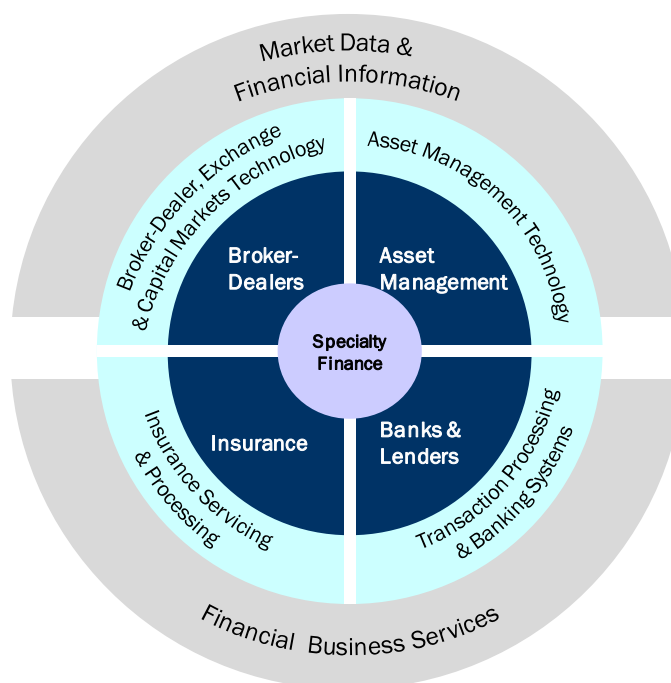 Market Data &
Financial Information
Broker-Dealer, Exchange
& Capital Markets Technology
Asset Management Technology
Broker-
Dealers
Asset
Management
Specialty
Finance
Insurance
Banks &
Lenders
Insurance Servicing
& Processing
Transaction Processing
& Banking Systems
Financial Business Services